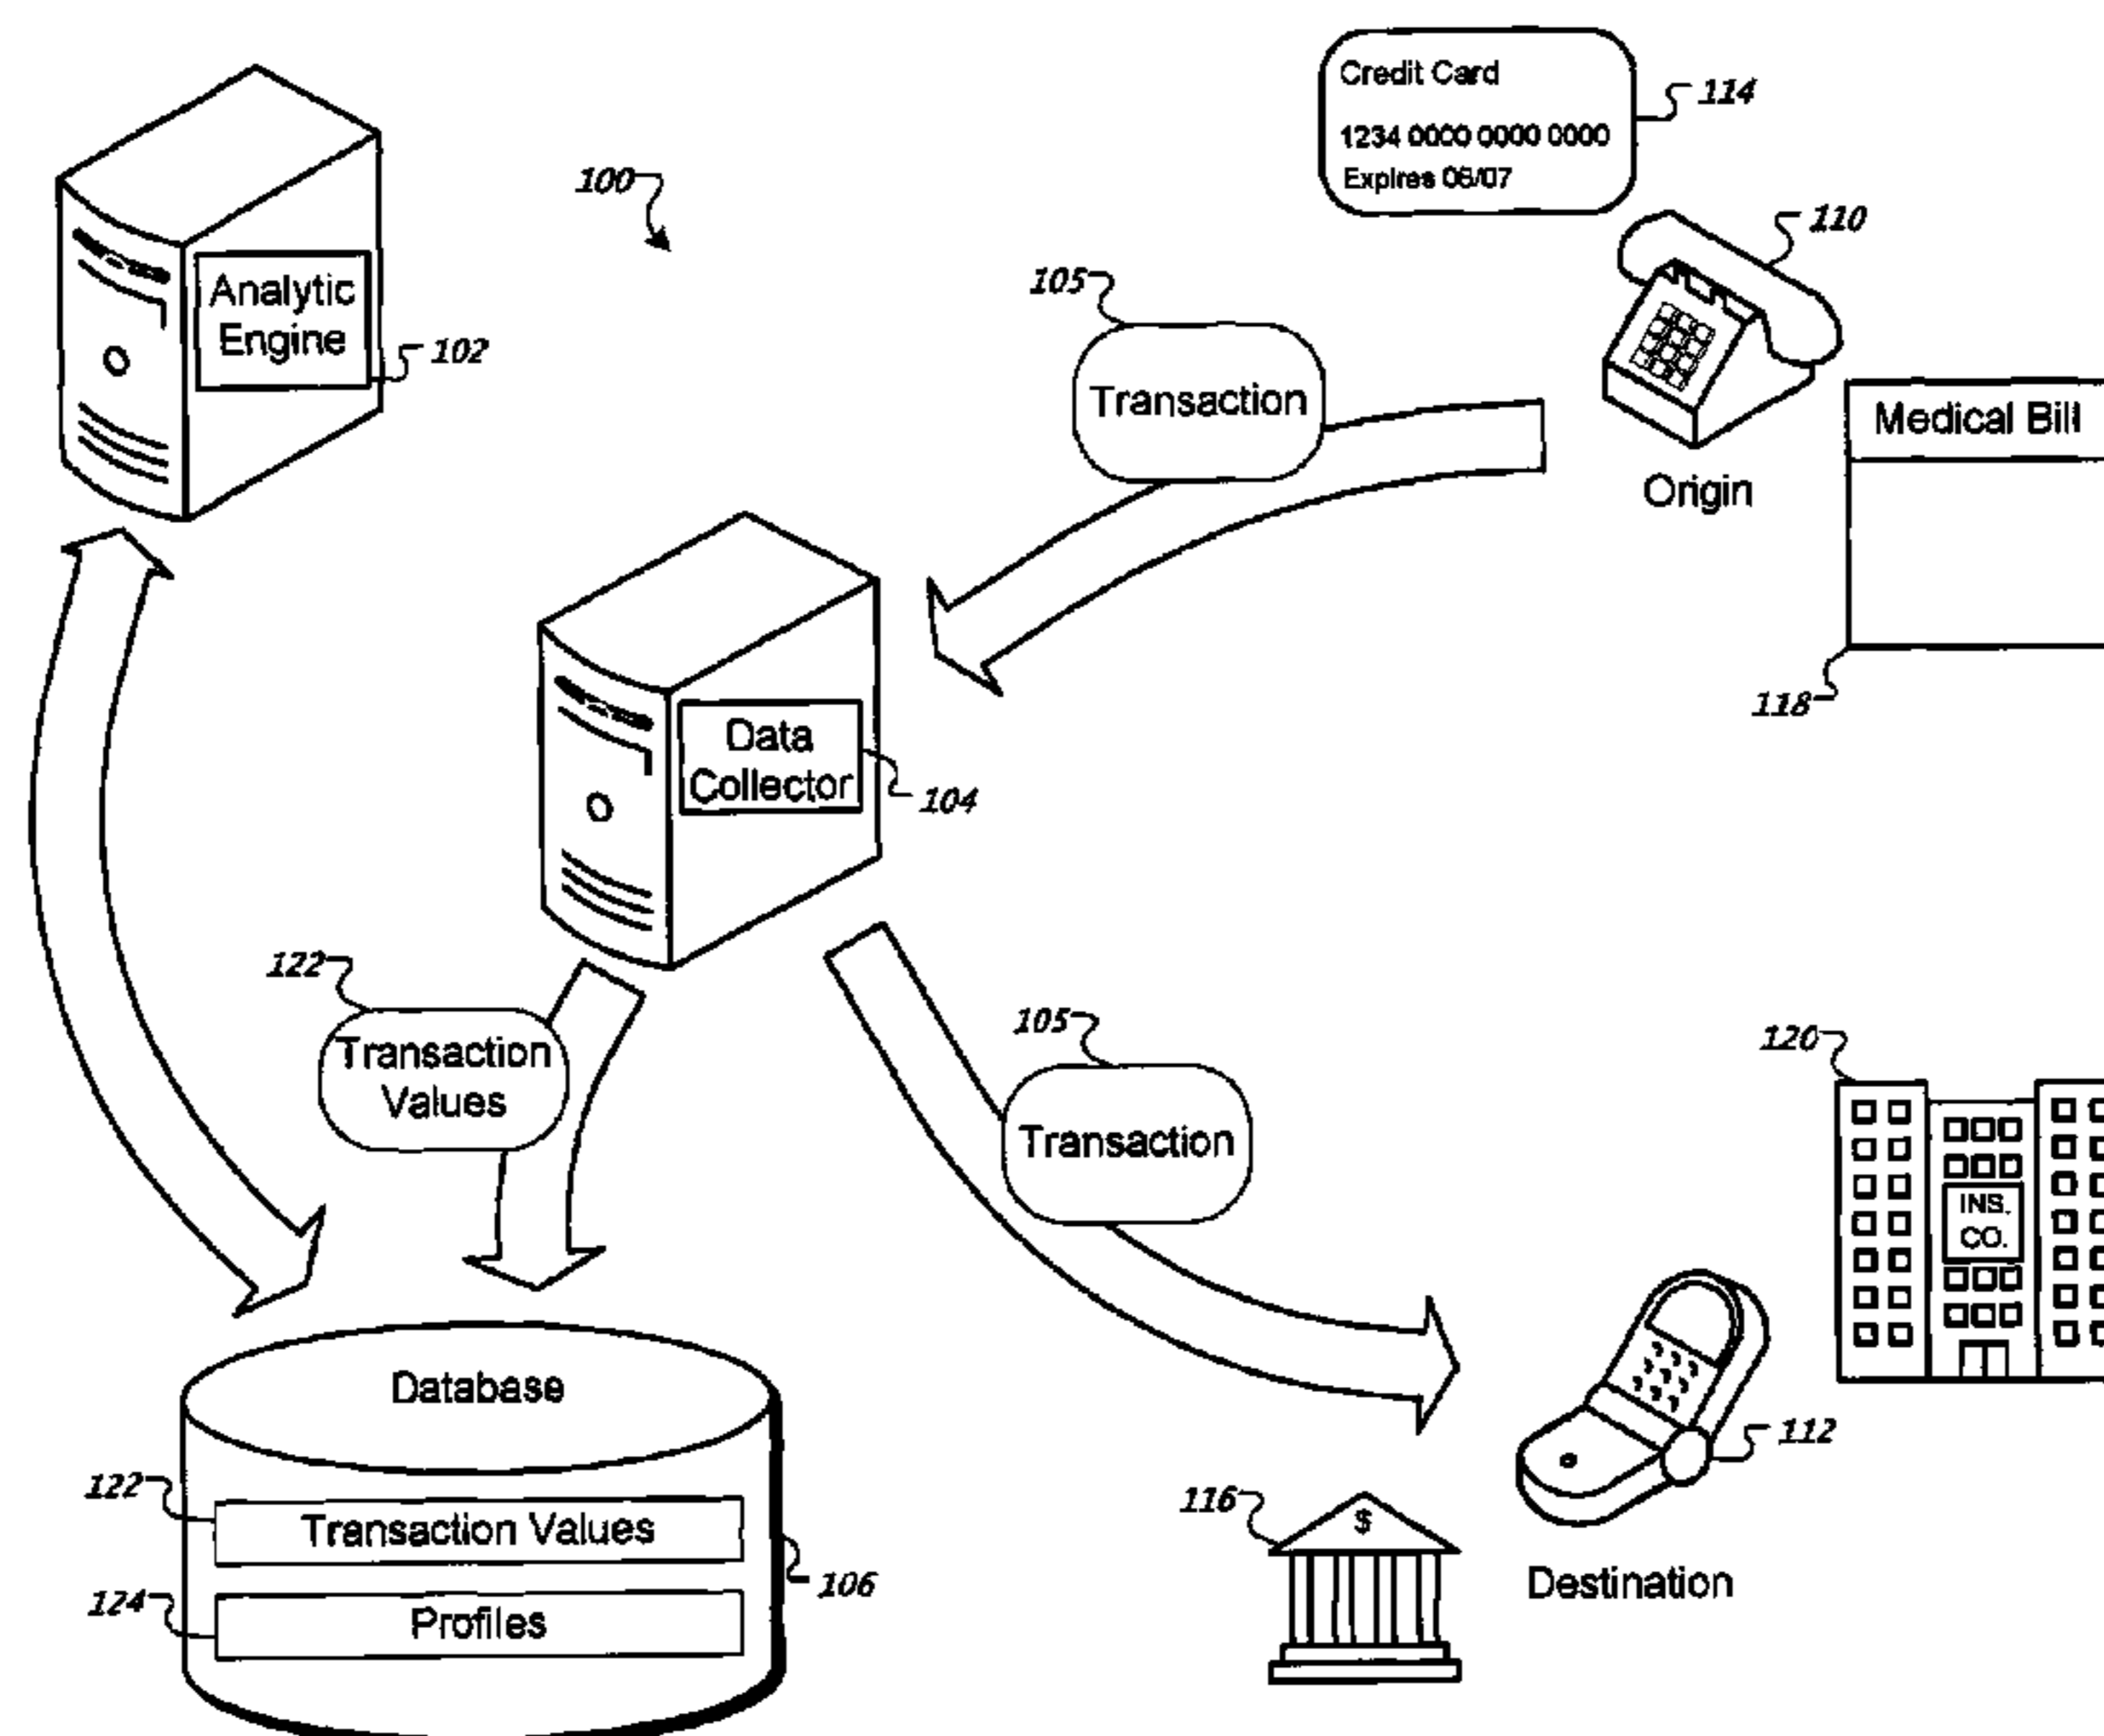 Credit Card
1234 0000 0000 0000
Expires 06/07
114
100
110
105
Analytic
Engine
102
Transaction
Medical Bill
Origin
118
Data
Collector
104
122
Transaction
Values
105
Transaction
120
INS.
CO.
Database
112
116
$
122
Transaction Values
106
Destination
124
Profiles